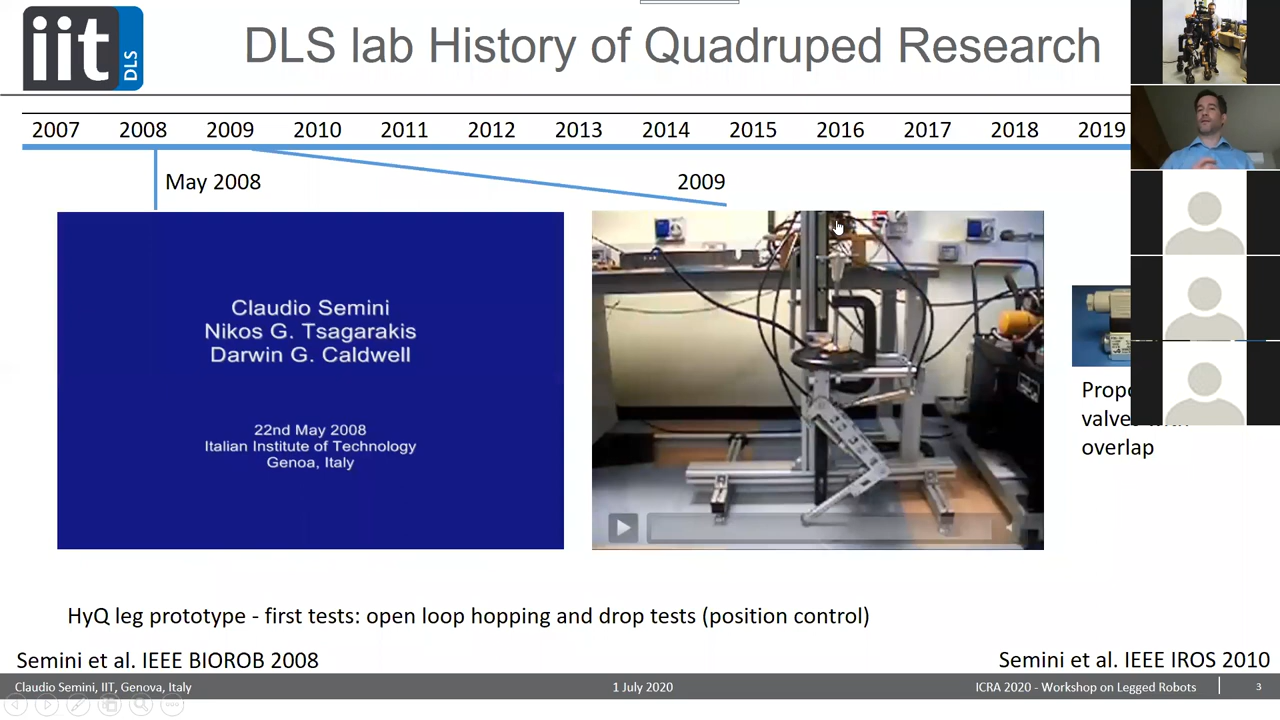 iit
DLS
DLS lab History of Quadruped Research
2007 2008 2009 2010 2011 2012 2013 2014 2015 2016 2017 2018 2019
May 2008
2009
Claudio Semini
Nikos G. Tsagarakis
Darwin G. Caldwell
22nd May 2008
Italian Institute of Technology
Genoa, Italy
valves
overlap
HyQ leg prototype - first tests: open loop hopping and drop tests (position control)
Semini et al. IEEE BIOROB 2008
Semini et al. IEEE IROS 2010
Claudio Semini, IIT, Genova, Italy
1 July 2020
ICRA 2020 - Workshop on Legged Robots
3